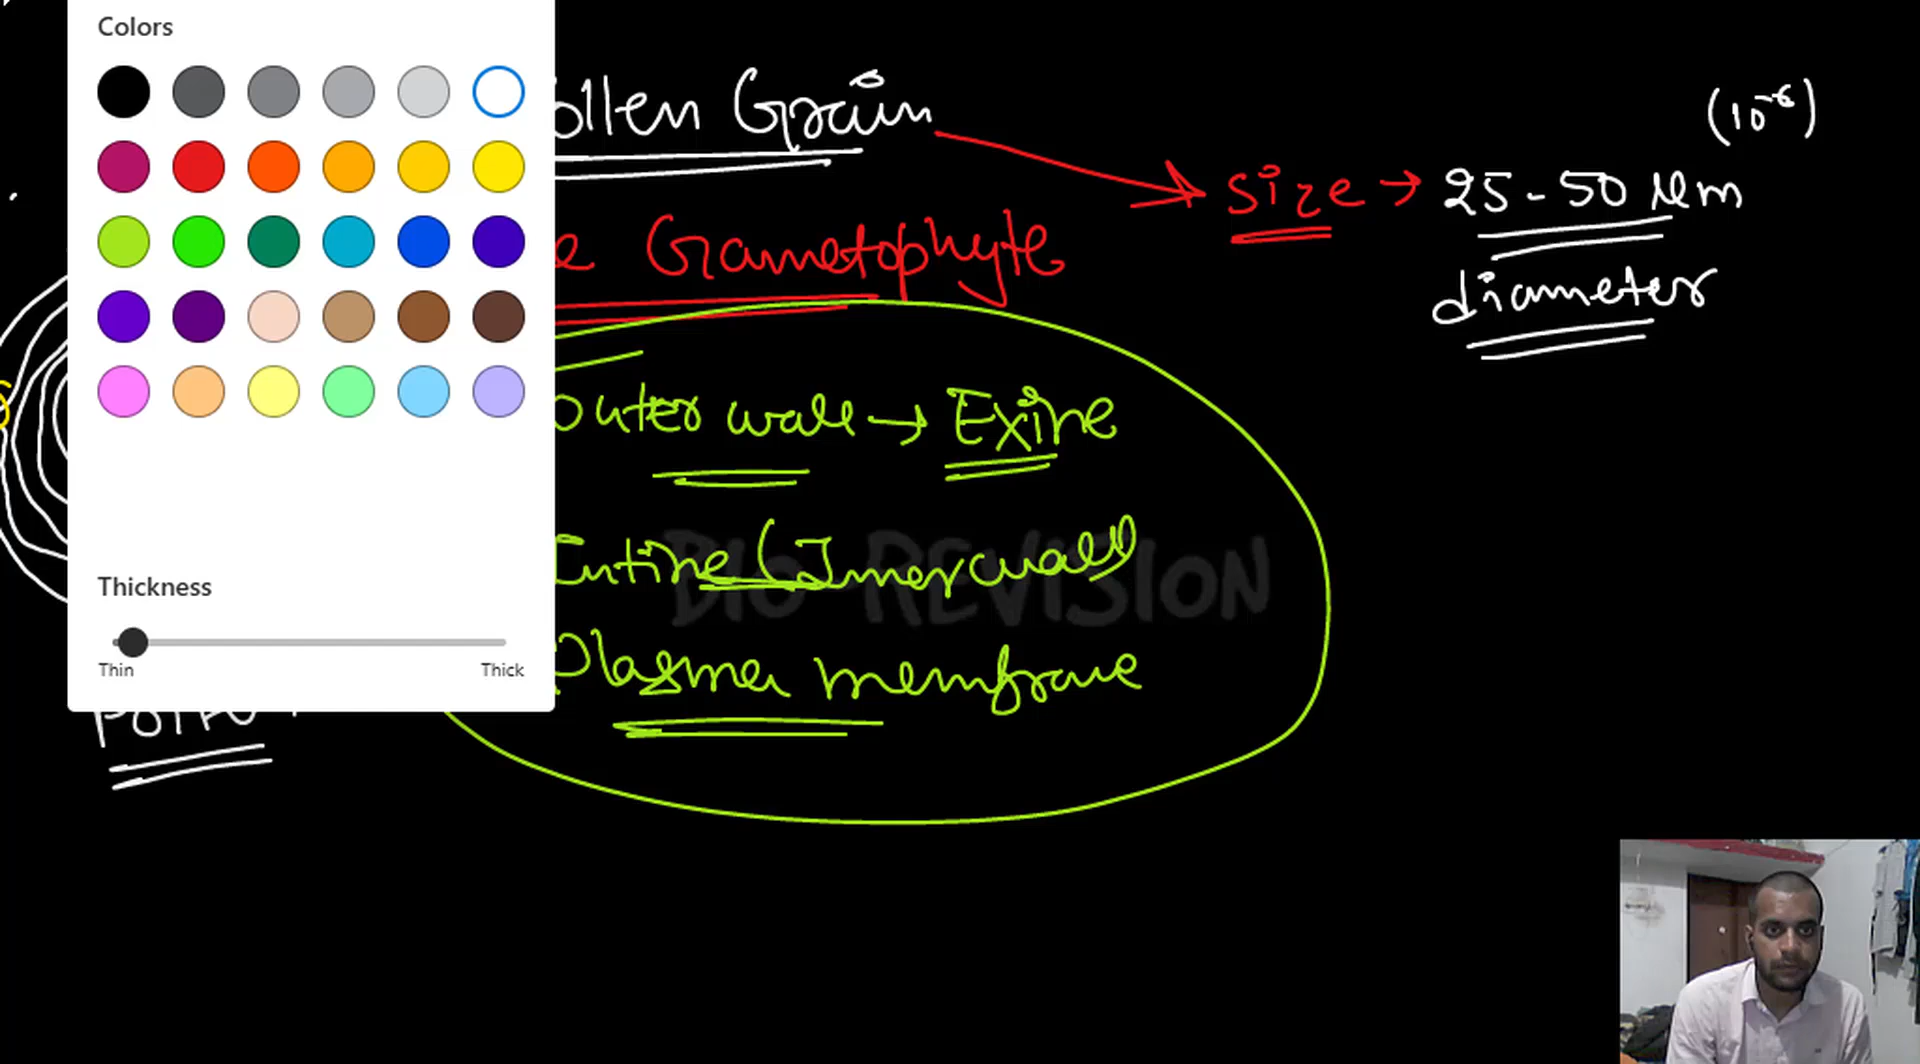 Colors
ollen Grain
(10⁻⁶)
Size → 25-50 μm
diameter
e Gametophyte
outer wall → Exine
Intine (Inner wall)
Plasma membrane
BIO REVISION
Thickness
Thin Thick